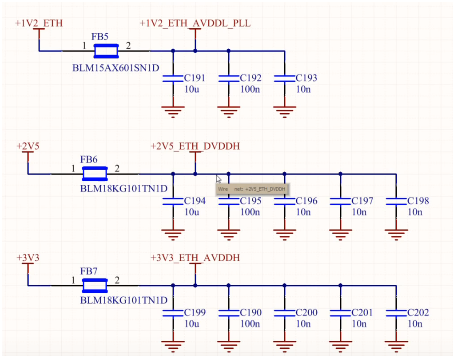 +1V2_ETH
+1V2_ETH_AVDDL_PLL
FB5
1
2
BLM15AX601SN1D
C191
10u
C192
100n
C193
10n
+2V5
+2V5_ETH_DVDDH
FB6
1
2
BLM18KG101TN1D
Wire net: +2V5_ETH_DVDDH
C194
10u
C195
100n
C196
10n
C197
10n
C198
10n
+3V3
+3V3_ETH_AVDDH
FB7
1
2
BLM18KG101TN1D
C199
10u
C190
100n
C200
10n
C201
10n
C202
10n